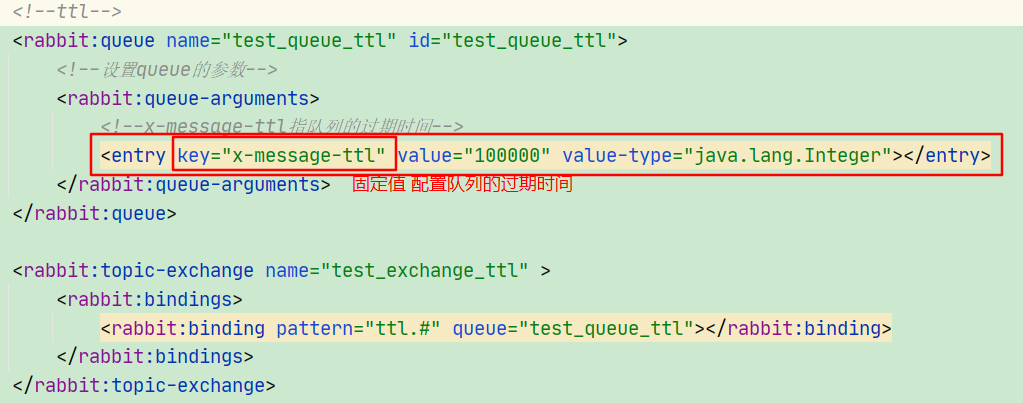 <!--ttl-->
<rabbit:queue name="test_queue_ttl" id="test_queue_ttl">
<!--设置queue的参数-->
<rabbit:queue-arguments>
<!--x-message-ttl指队列的过期时间-->
<entry key="x-message-ttl" value="100000" value-type="java.lang.Integer"></entry>
</rabbit:queue-arguments> 固定值 配置队列的过期时间
</rabbit:queue>
<rabbit:topic-exchange name="test_exchange_ttl" >
<rabbit:bindings>
<rabbit:binding pattern="ttl.#" queue="test_queue_ttl"></rabbit:binding>
</rabbit:bindings>
</rabbit:topic-exchange>